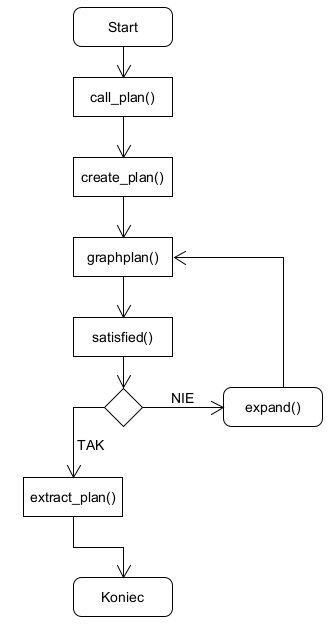 Start
call_plan()
create_plan()
graphplan()
satisfied()
NIE
expand()
TAK
extract_plan()
Koniec